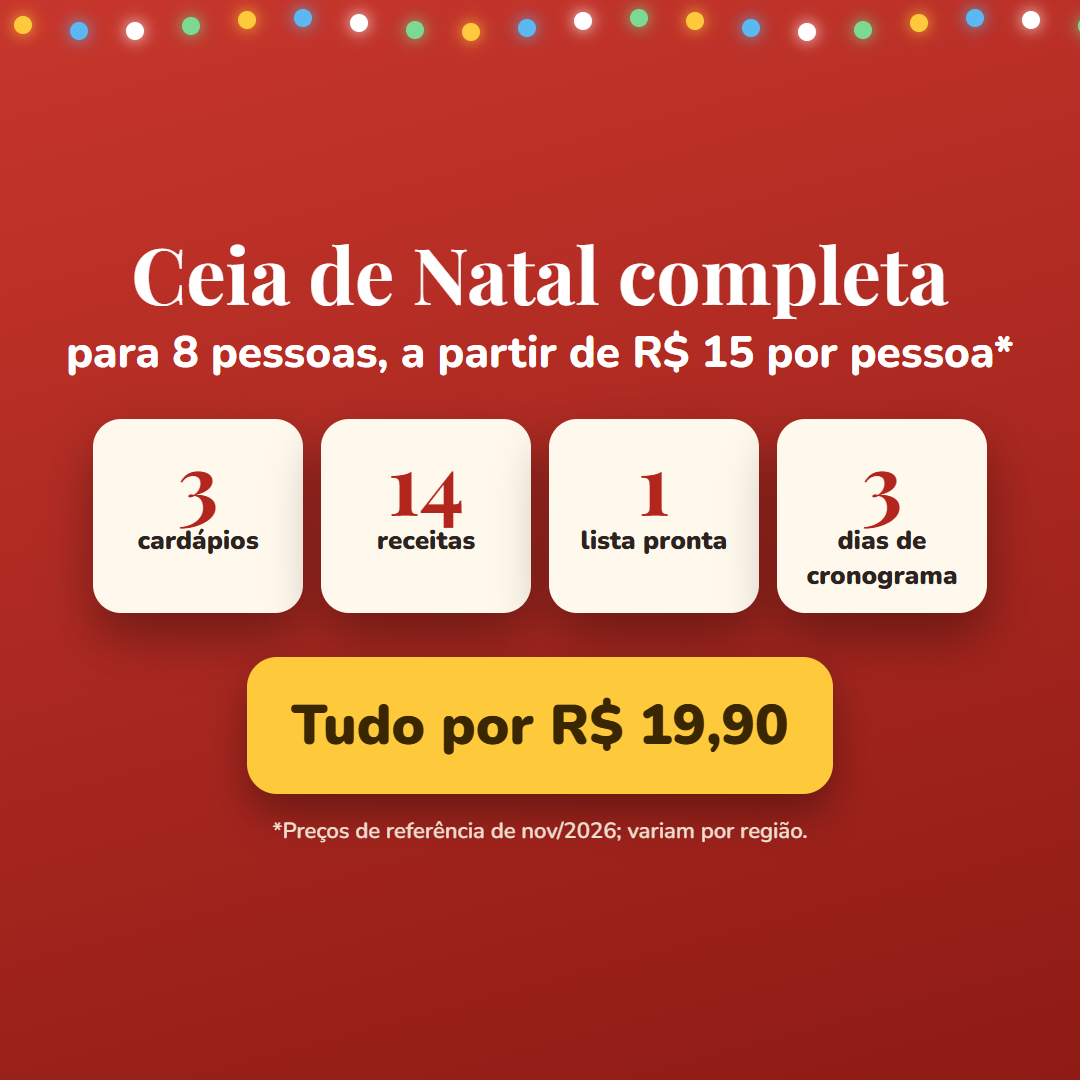 Ceia de Natal completa
para 8 pessoas, a partir de R$ 15 por pessoa*
3
cardápios
14
receitas
1
lista pronta
3
dias de
cronograma
Tudo por R$ 19,90
*Preços de referência de nov/2026; variam por região.